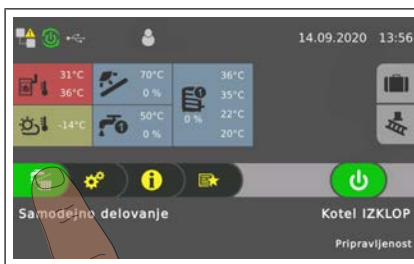 14.09.2020 13:56
31°C 70°C 36°C
36°C 0 % 35°C
-14°C 50°C 0 % 22°C
0 % 20°C
Samodejno delovanje Kotel IZKLOP
Pripravljenost